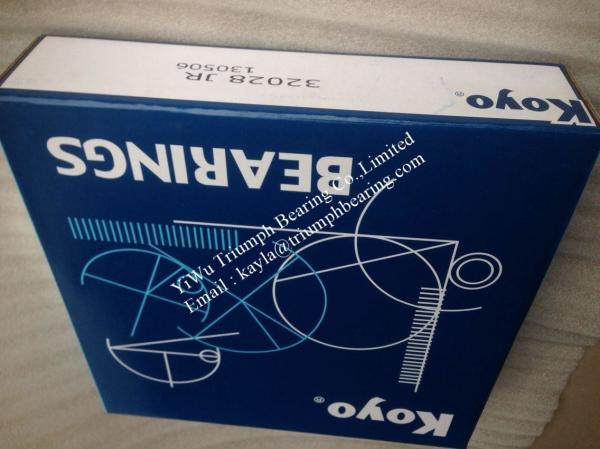 Koyo®
32028 JR
130506
BEARINGS
YiWu Triumph Bearing Co.,Limited
Email : kayla@triumphbearing.com
Koyo®